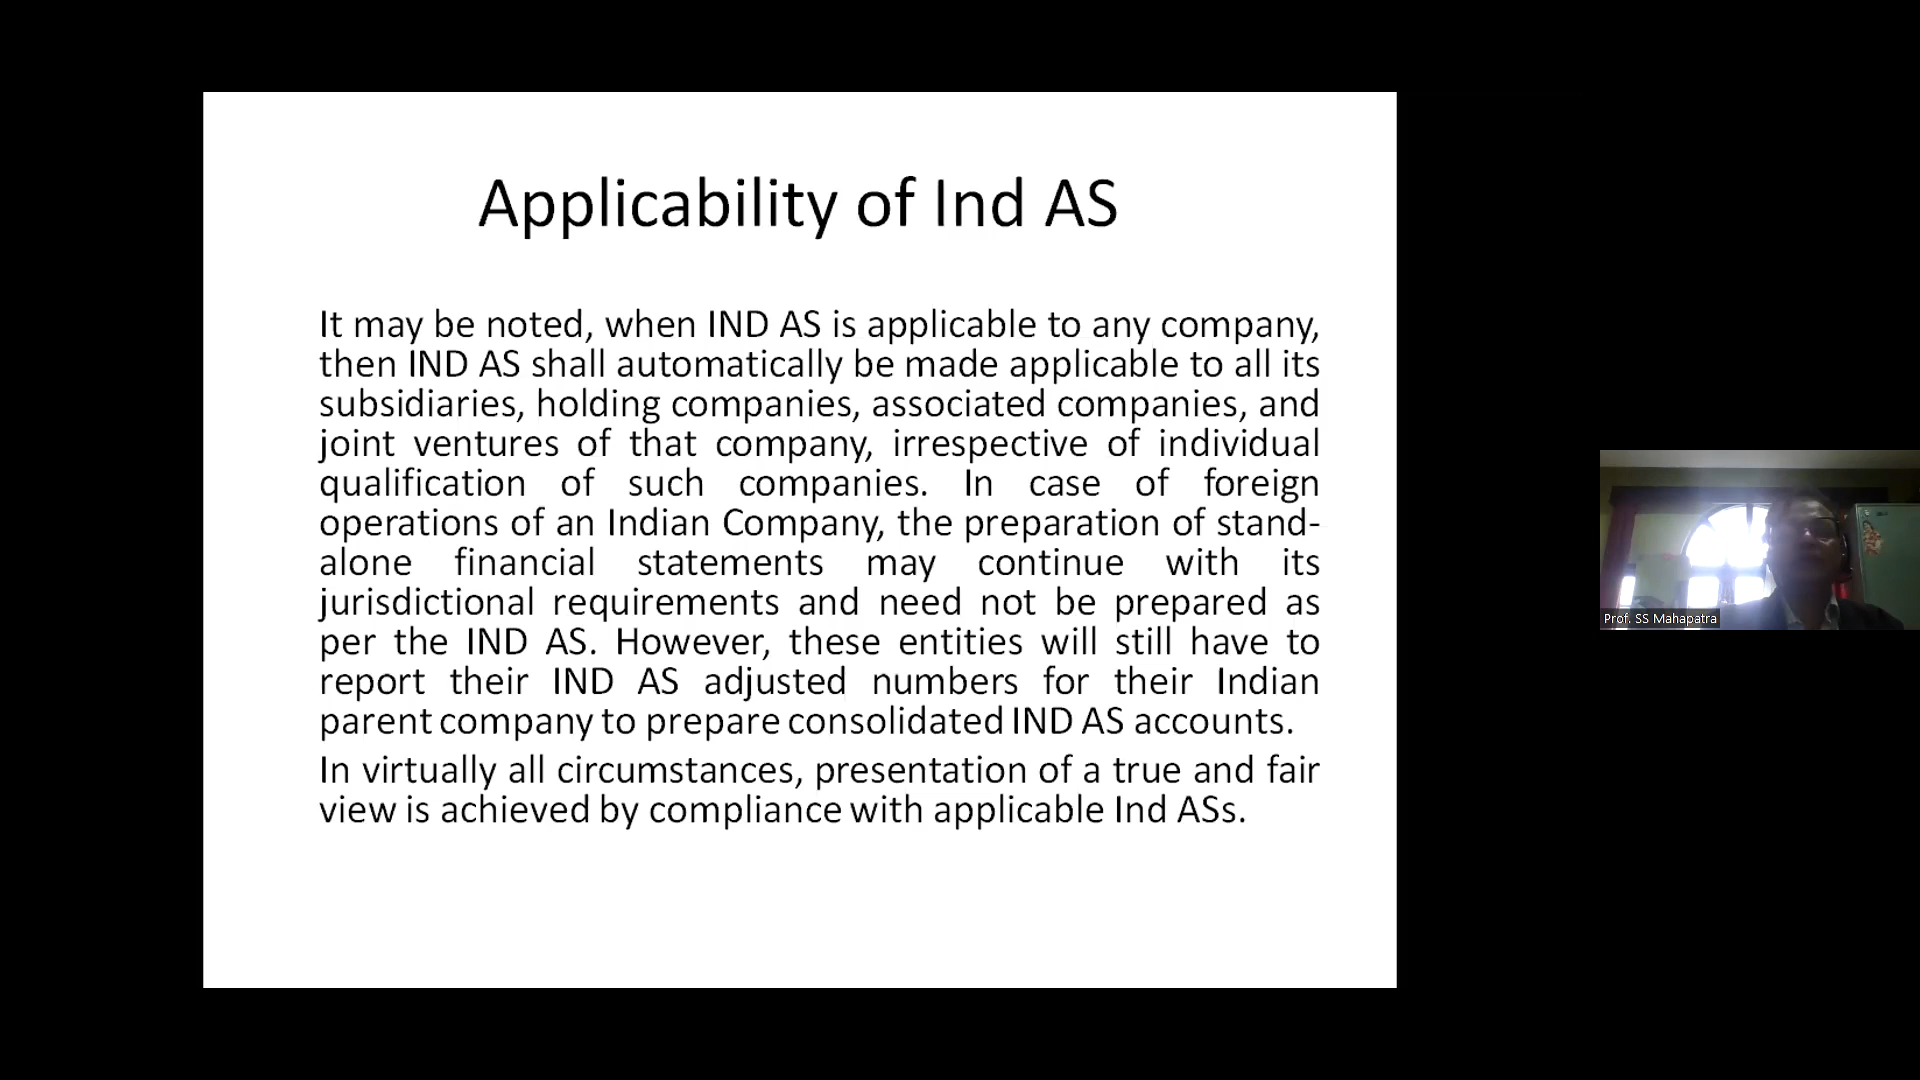 Applicability of Ind AS
It may be noted, when IND AS is applicable to any company,
then IND AS shall automatically be made applicable to all its
subsidiaries, holding companies, associated companies, and
joint ventures of that company, irrespective of individual
qualification of such companies. In case of foreign
operations of an Indian Company, the preparation of stand-
alone financial statements may continue with its
jurisdictional requirements and need not be prepared as
per the IND AS. However, these entities will still have to
report their IND AS adjusted numbers for their Indian
parent company to prepare consolidated IND AS accounts.
In virtually all circumstances, presentation of a true and fair
view is achieved by compliance with applicable Ind ASs.
Prof. SS Mahapatra